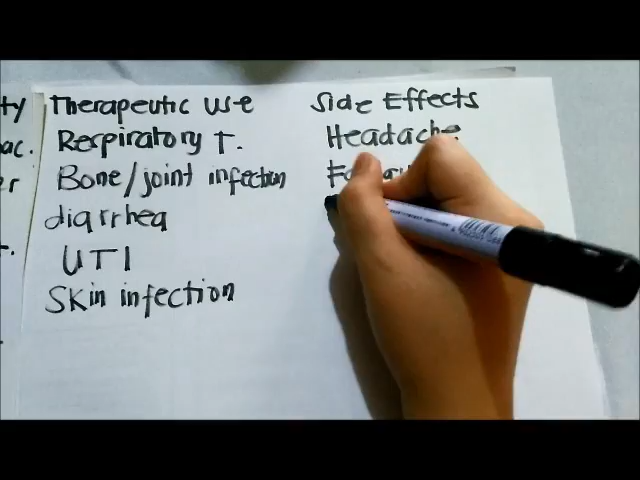 Therapeutic Use
Side Effects
Respiratory T.
Headache
Bone/joint infection
diarrhea
UTI
Skin infection